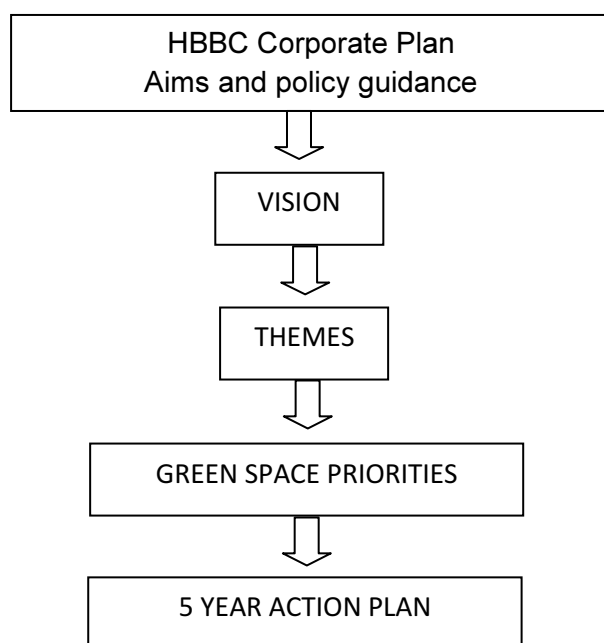 HBBC Corporate Plan
Aims and policy guidance
VISION
THEMES
GREEN SPACE PRIORITIES
5 YEAR ACTION PLAN